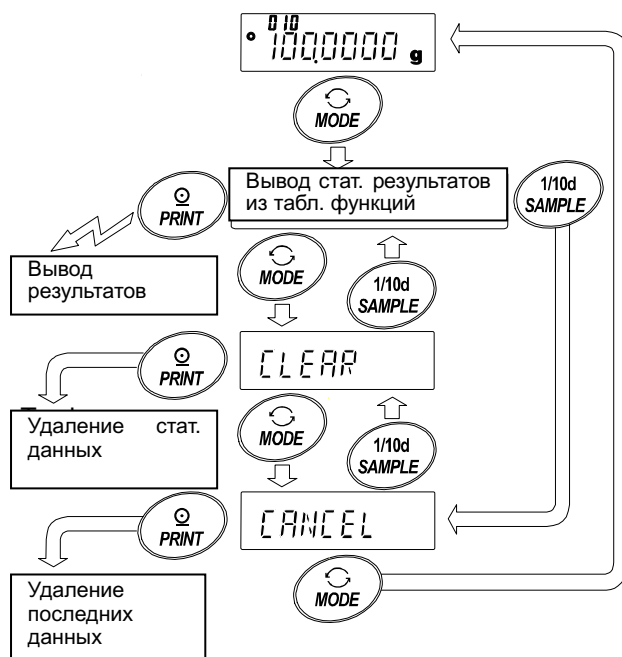 010
100.0000 g
MODE
Вывод стат. результатов
из табл. функций
PRINT
1/10d
SAMPLE
Вывод
результатов
MODE
1/10d
SAMPLE
PRINT
CLEAR
Удаление стат.
данных
MODE
1/10d
SAMPLE
PRINT
CANCEL
Удаление
последних
данных
MODE